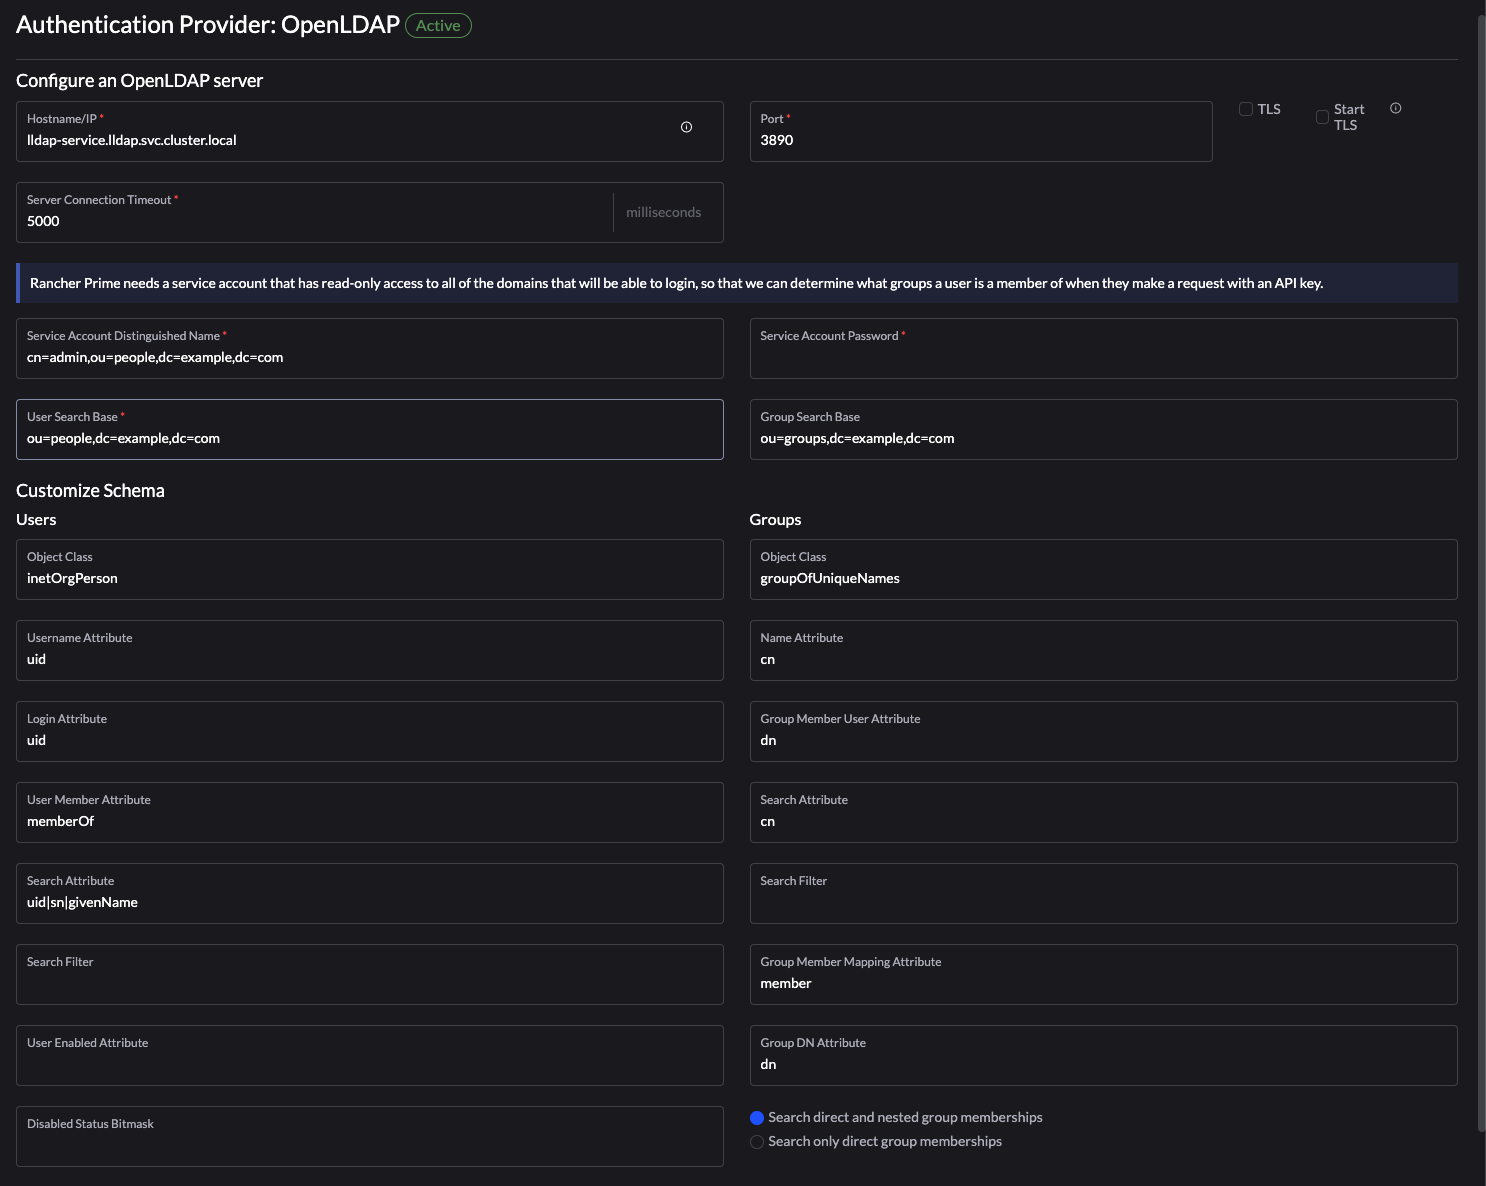 Authentication Provider: OpenLDAP Active
Configure an OpenLDAP server
Hostname/IP *
lldap-service.lldap.svc.cluster.local
Port *
3890
TLS
Start
TLS
Server Connection Timeout *
5000
milliseconds
Rancher Prime needs a service account that has read-only access to all of the domains that will be able to login, so that we can determine what groups a user is a member of when they make a request with an API key.
Service Account Distinguished Name *
cn=admin,ou=people,dc=example,dc=com
Service Account Password *
User Search Base *
ou=people,dc=example,dc=com
Group Search Base
ou=groups,dc=example,dc=com
Customize Schema
Users
Groups
Object Class
inetOrgPerson
Object Class
groupOfUniqueNames
Username Attribute
uid
Name Attribute
cn
Login Attribute
uid
Group Member User Attribute
dn
User Member Attribute
memberOf
Search Attribute
cn
Search Attribute
uid|sn|givenName
Search Filter
Search Filter
Group Member Mapping Attribute
member
User Enabled Attribute
Group DN Attribute
dn
Disabled Status Bitmask
Search direct and nested group memberships
Search only direct group memberships